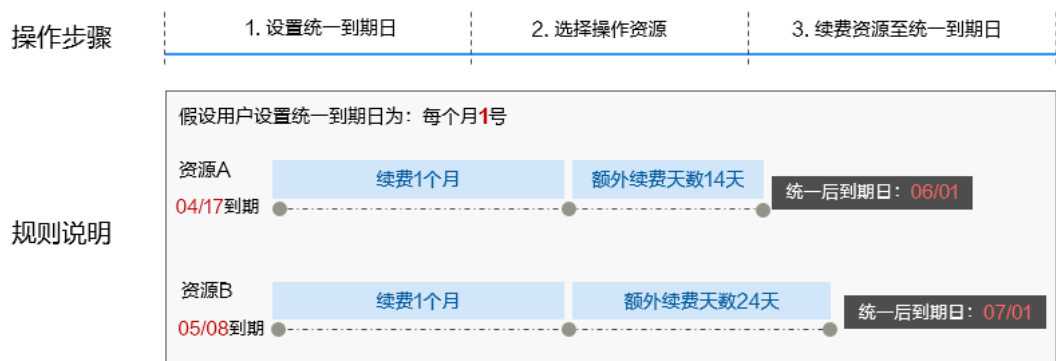 操作步骤
1. 设置统一到期日
2. 选择操作资源
3. 续费资源至统一到期日
规则说明
假设用户设置统一到期日为：每个月1号
资源A
04/17到期
续费1个月
额外续费天数14天
统一后到期日：06/01
资源B
05/08到期
续费1个月
额外续费天数24天
统一后到期日：07/01